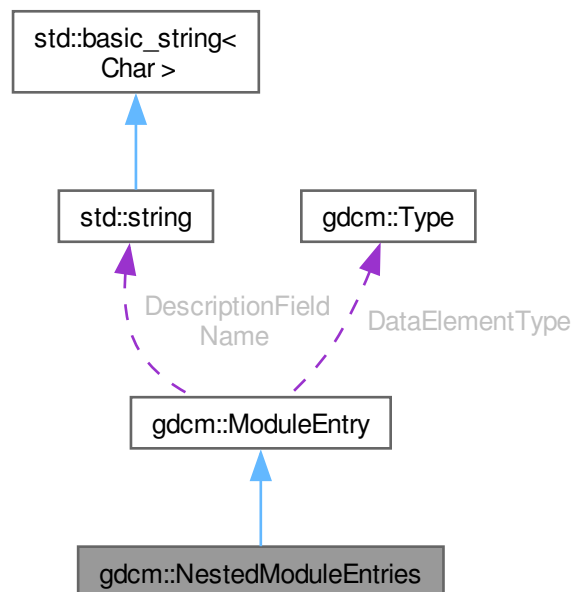 std::basic_string<
Char >
std::string
gdcm::Type
DescriptionField
Name
DataElementType
gdcm::ModuleEntry
gdcm::NestedModuleEntries